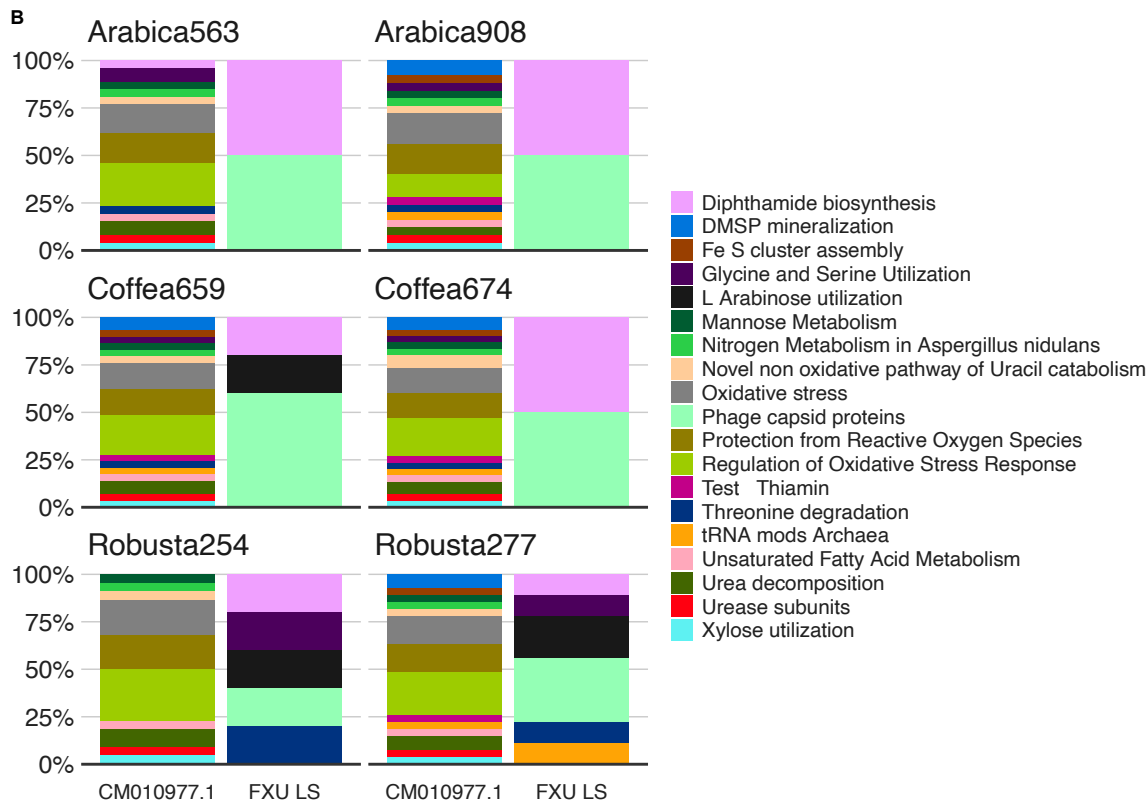 B
Arabica563
Arabica908
100%
75%
50%
25%
0%
Coffea659
Coffea674
100%
75%
50%
25%
0%
Robusta254
Robusta277
100%
75%
50%
25%
0%
CM010977.1
FXU LS
CM010977.1
FXU LS
Diphthamide biosynthesis
DMSP mineralization
Fe S cluster assembly
Glycine and Serine Utilization
L Arabinose utilization
Mannose Metabolism
Nitrogen Metabolism in Aspergillus nidulans
Novel non oxidative pathway of Uracil catabolism
Oxidative stress
Phage capsid proteins
Protection from Reactive Oxygen Species
Regulation of Oxidative Stress Response
Test   Thiamin
Threonine degradation
tRNA mods Archaea
Unsaturated Fatty Acid Metabolism
Urea decomposition
Urease subunits
Xylose utilization